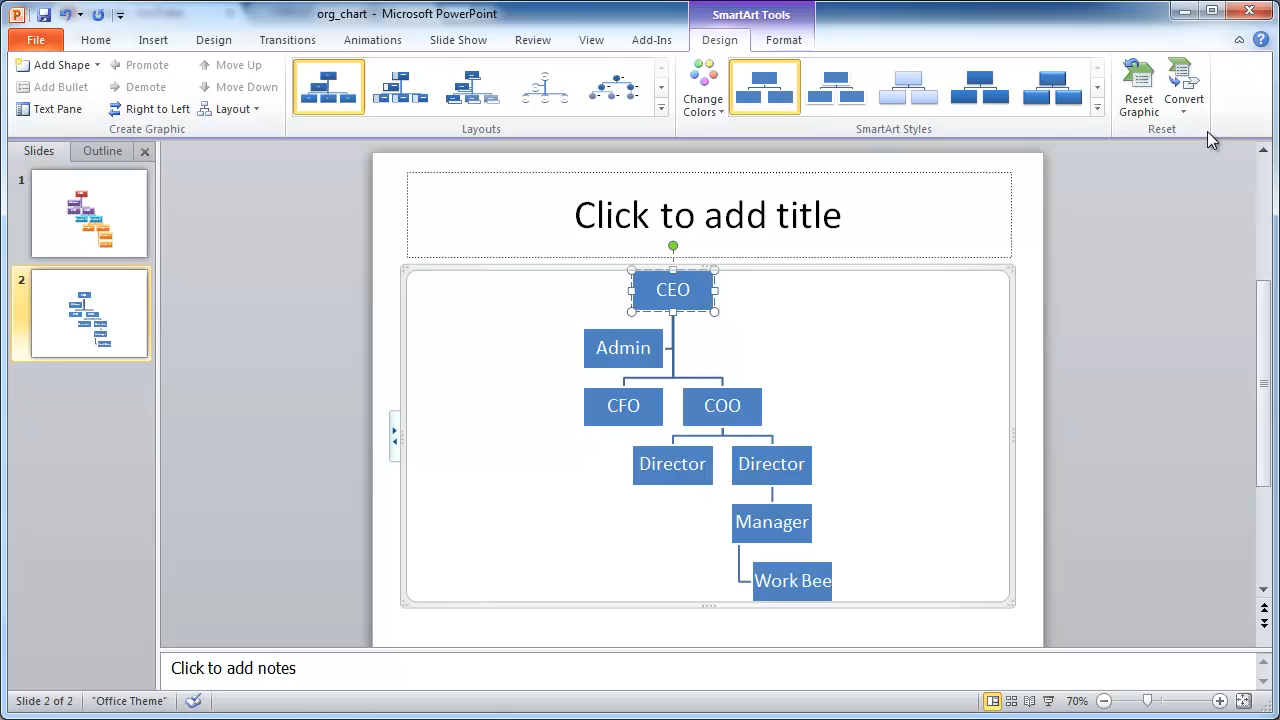 org_chart - Microsoft PowerPoint
SmartArt Tools
File Home Insert Design Transitions Animations Slide Show Review View Add-Ins Design Format
Add Shape Promote Move Up
Add Bullet Demote Move Down
Text Pane Right to Left Layout
Create Graphic
Layouts
Change
Colors
SmartArt Styles
Reset
Graphic
Convert
Reset
Slides Outline
1
2
Click to add title
CEO
Admin
CFO COO
Director Director
Manager
Work Bee
Click to add notes
Slide 2 of 2 "Office Theme" 70%